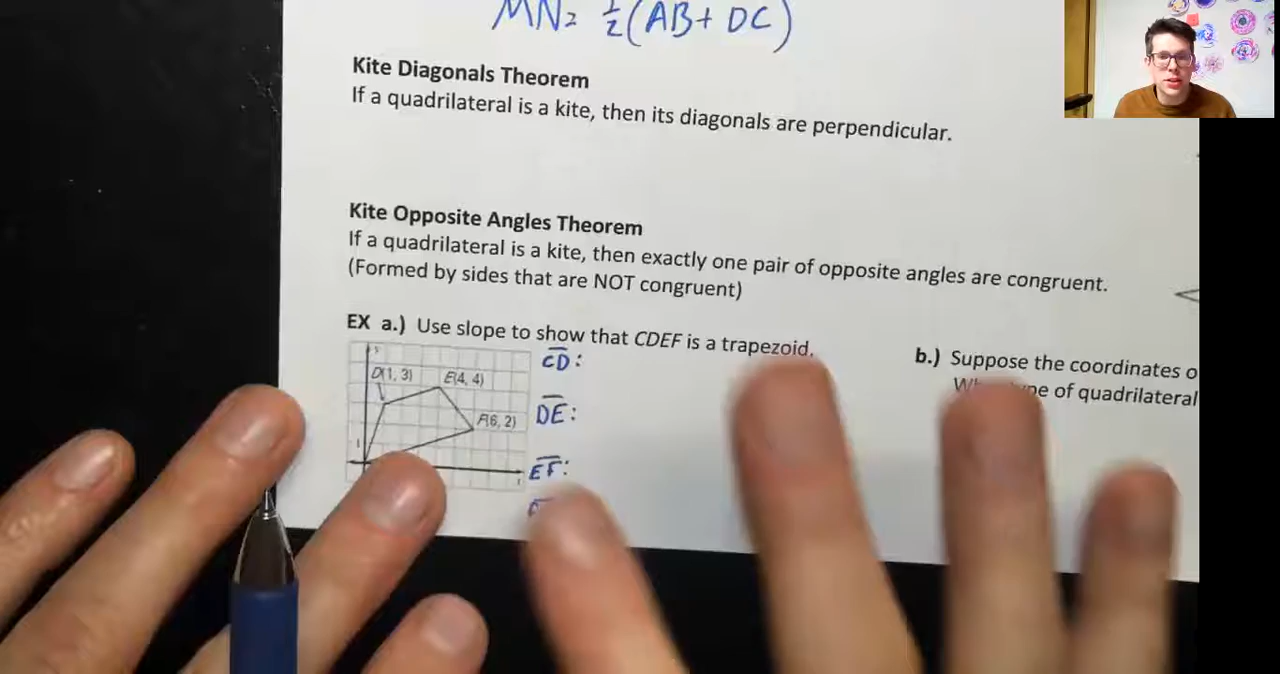 MN = 1/2(AB + DC)
Kite Diagonals Theorem
If a quadrilateral is a kite, then its diagonals are perpendicular.
Kite Opposite Angles Theorem
If a quadrilateral is a kite, then exactly one pair of opposite angles are congruent.
(Formed by sides that are NOT congruent)
EX a.) Use slope to show that CDEF is a trapezoid.
CD:
D(1, 3) E(4, 4)
F(6, 2) DE:
1
EF:
b.) Suppose the coordinates o
of quadrilateral